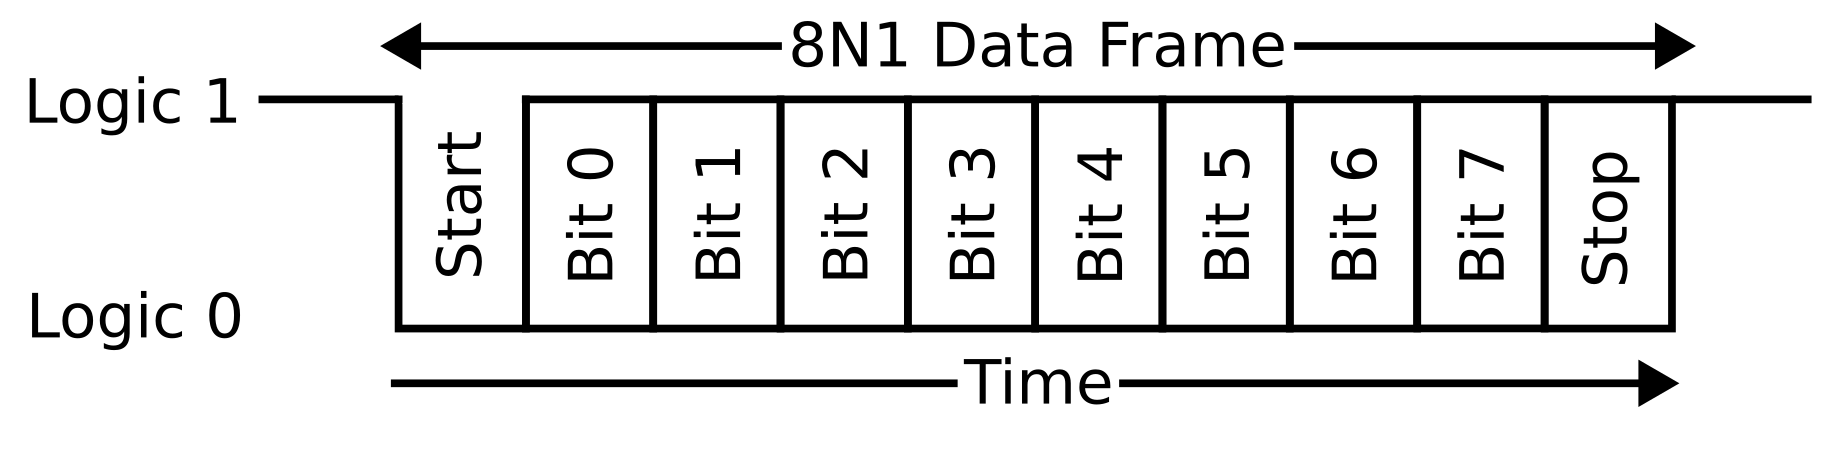 8N1 Data Frame
Logic 1
Start
Bit 0
Bit 1
Bit 2
Bit 3
Bit 4
Bit 5
Bit 6
Bit 7
Stop
Logic 0
Time